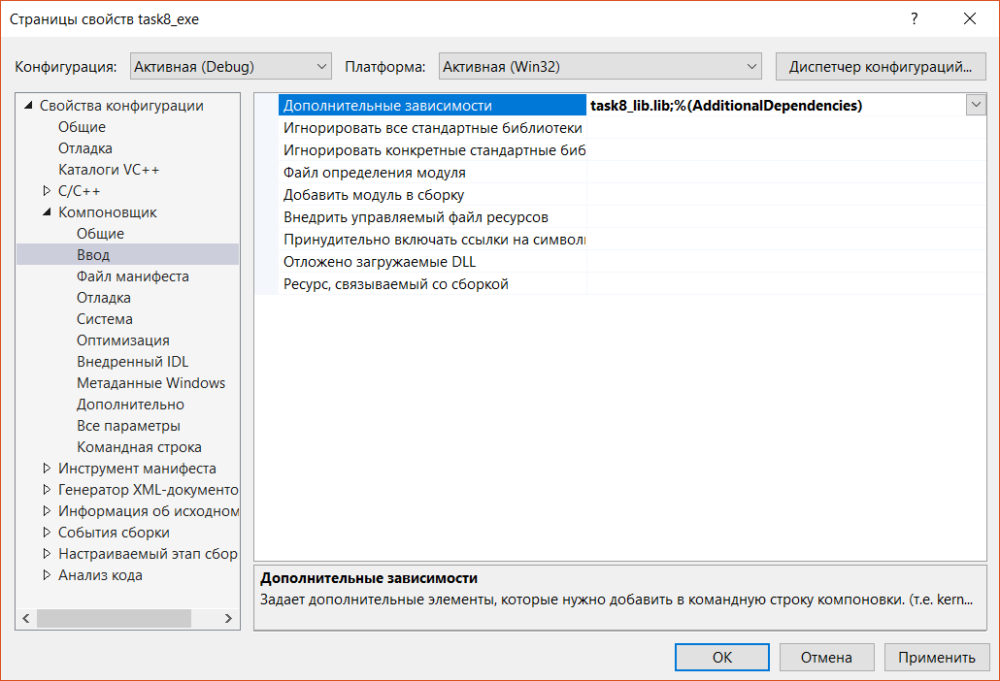 Страницы свойств task8_exe
?
Конфигурация: Активная (Debug) Платформа: Активная (Win32) Диспетчер конфигураций...
Свойства конфигурации
Общие
Отладка
Каталоги VC++
C/C++
Компоновщик
Общие
Ввод
Файл манифеста
Отладка
Система
Оптимизация
Внедренный IDL
Метаданные Windows
Дополнительно
Все параметры
Командная строка
Инструмент манифеста
Генератор XML-документо
Информация об исходном
События сборки
Настраиваемый этап сбор
Анализ кода
Дополнительные зависимости task8_lib.lib;%(AdditionalDependencies)
Игнорировать все стандартные библиотеки
Игнорировать конкретные стандартные биб
Файл определения модуля
Добавить модуль в сборку
Внедрить управляемый файл ресурсов
Принудительно включать ссылки на символы
Отложено загружаемые DLL
Ресурс, связываемый со сборкой
Дополнительные зависимости
Задает дополнительные элементы, которые нужно добавить в командную строку компоновки. (т.е. kern...
ОК Отмена Применить